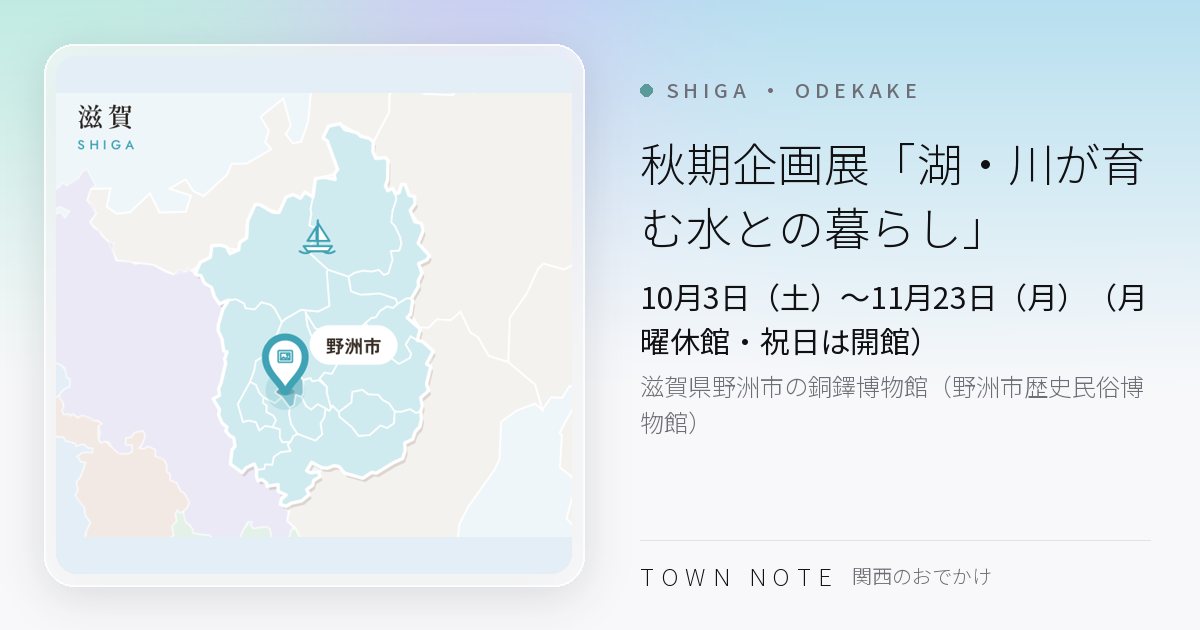 滋賀
SHIGA
野洲市
SHIGA • ODEKAKE
秋期企画展「湖・川が育
む水との暮らし」
10月3日（土）〜11月23日（月）（月
曜休館・祝日は開館）
滋賀県野洲市の銅鐸博物館（野洲市歴史民俗博
物館）
TOWN NOTE 関西のおでかけ